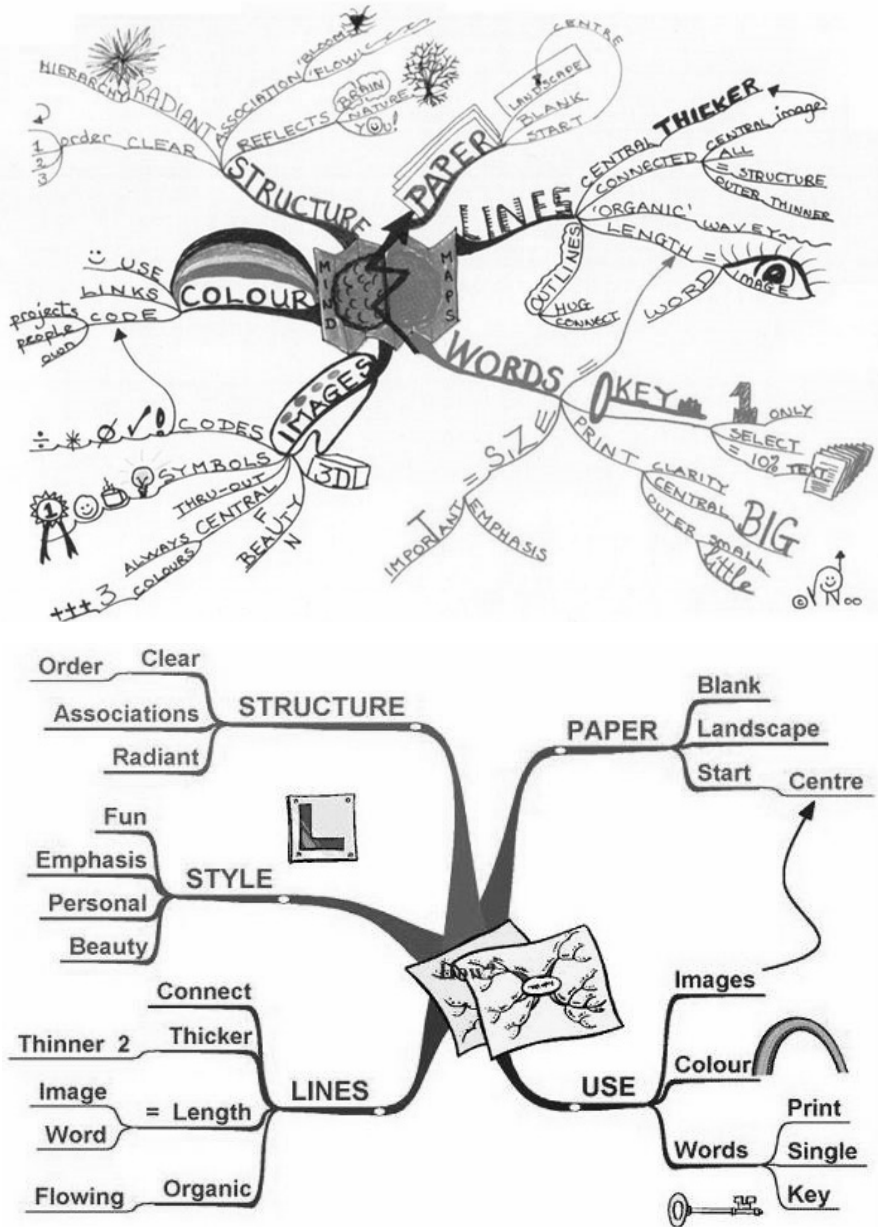 HIERARCHY
RADIANT
1 order CLEAR
2
3
ASSOCIATION
'BLOOM'
'FLOW'
REFLECTS
BRAIN
NATURE
YOU!
STRUCTURE
CENTRE
LANDSCAPE
BLANK
START
PAPER
CENTRAL THICKER
CONNECTED
CENTRAL image
ALL
= STRUCTURE
OUTER THINNER
'ORGANIC' WAVEY
LENGTH =
IMAGE
WORD
LINES
OUTLINES
HUG
CONNECT
MIND
MAPS
USE
LINKS
CODE
projects
people
own
COLOUR
IMAGES
÷ * Ø ✓ ! CODES
1 SYMBOLS
THRU-OUT
CENTRAL
ALWAYS
+++ 3 COLOURS
BEAUTY
F
N
3D
WORDS
KEY
1 ONLY
SELECT
= 10% TEXT
PRINT
CLARITY
CENTRAL BIG
OUTER SMALL
little
= SIZE =
IMPORTANT
EMPHASIS
Order Clear
Associations
Radiant
STRUCTURE
PAPER
Blank
Landscape
Start Centre
L
Fun
Emphasis
Personal
Beauty
STYLE
Connect
Thinner 2 Thicker
Image
Word
= Length
Flowing Organic
LINES
USE
Images
Colour
Words
Print
Single
Key